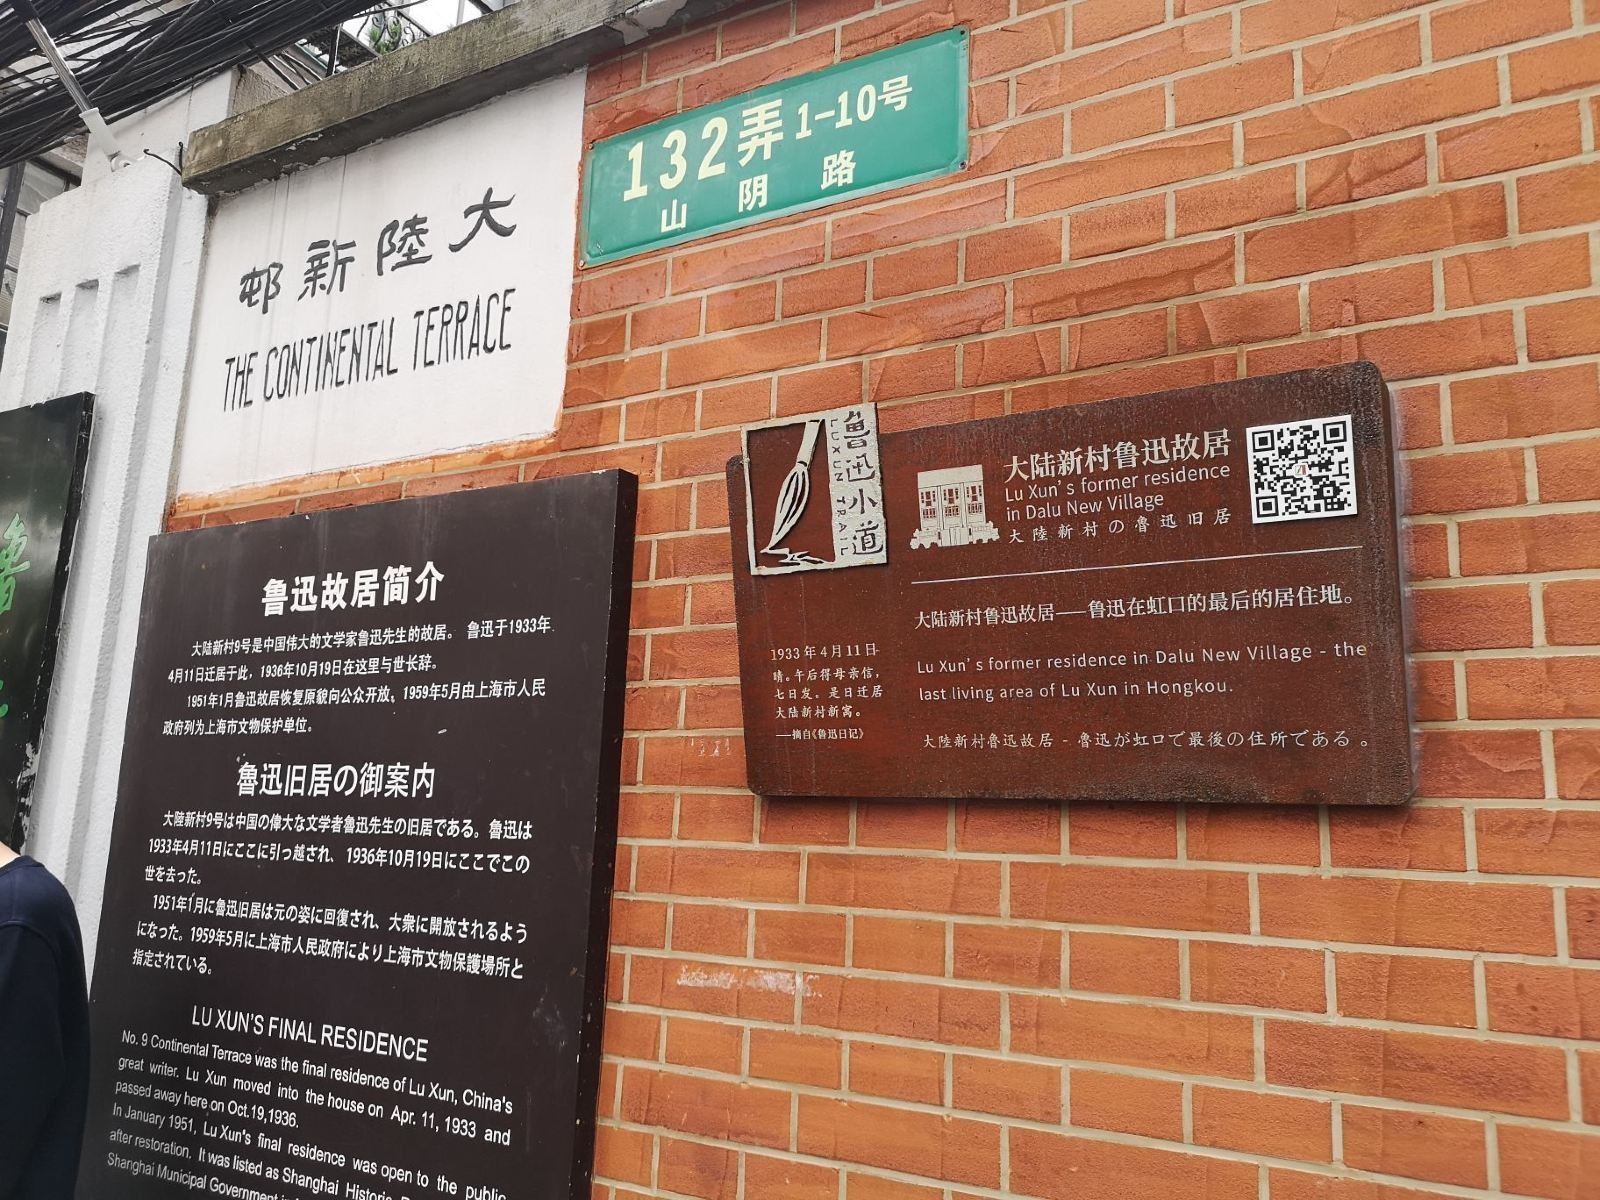 132弄 1-10号
山阴路
邨新陸大
THE CONTINENTAL TERRACE
魯迅小道
LUXUN TRAIL
大陆新村鲁迅故居
Lu Xun's former residence
in Dalu New Village
大陸新村の魯迅旧居
大陆新村鲁迅故居——鲁迅在虹口的最后的居住地。
Lu Xun's former residence in Dalu New Village - the
last living area of Lu Xun in Hongkou.
大陸新村魯迅故居 - 魯迅が虹口で最後の住所である 。
1933年4月11日
晴。午后得母亲信，
七日发。是日迁居
大陆新村新寓。
——摘自《鲁迅日记》
鲁迅故居简介
大陆新村9号是中国伟大的文学家鲁迅先生的故居。 鲁迅于1933年
4月11日迁居于此，1936年10月19日在这里与世长辞。
1951年1月鲁迅故居恢复原貌向公众开放。1959年5月由上海市人民
政府列为上海市文物保护单位。
魯迅旧居の御案内
大陸新村9号は中国の偉大な文学者魯迅先生の旧居である。魯迅は
1933年4月11日にここに引っ越され、1936年10月19日にここでこの
世を去った。
1951年1月に魯迅旧居は元の姿に回復され、大衆に開放されるよう
になった。1959年5月に上海市人民政府により上海市文物保護場所と
指定されている。
LU XUN'S FINAL RESIDENCE
No. 9 Continental Terrace was the final residence of Lu Xun, China's
great writer. Lu Xun moved into the house on Apr. 11, 1933 and
passed away here on Oct.19,1936.
In January 1951, Lu Xun's final residence was open to the public
after restoration. It was listed as Shanghai Historic
Shanghai Municipal Government
魯